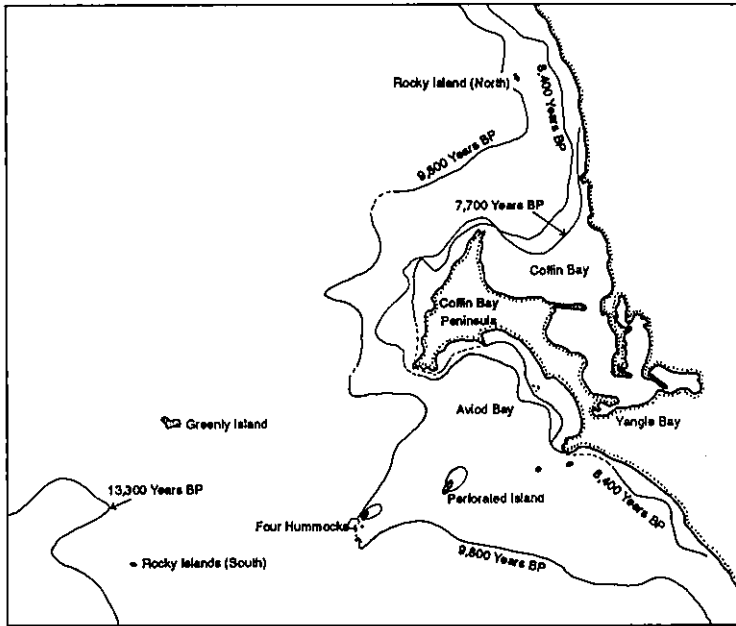 Rocky Island (North)
8,400 Years BP
9,800 Years BP
7,700 Years BP
Coffin Bay
Coffin Bay
Peninsula
Greenly Island
Aviod Bay
Yangie Bay
13,300 Years BP
Perforated Island
8,400 Years BP
Four Hummocks
Rocky Islands (South)
9,800 Years BP